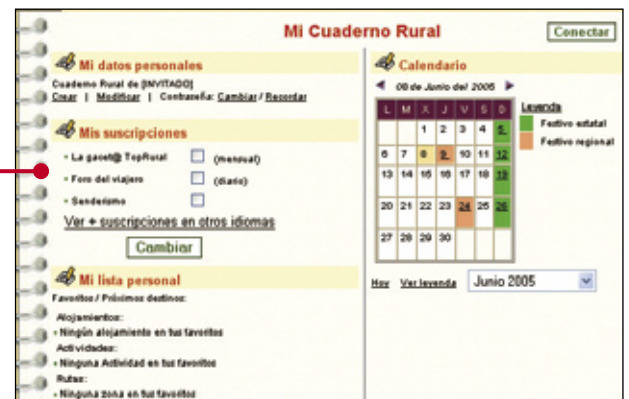 Mi Cuaderno Rural
Conectar
Mi datos personales
Cuaderno Rural de [INVITADO]
Crear | Modificar | Contraseña: Cambiar / Recordar
Mis suscripciones
La gacet@ TopRural (mensual)
Foro del viajero (diario)
Senderismo
Ver + suscripciones en otros idiomas
Cambiar
Mi lista personal
Favoritos / Próximos destinos:
Alojamientos:
Ningún alojamiento en tus favoritos
Actividades:
Ninguna Actividad en tus favoritos
Rutas:
Ninguna zona en tus favoritos
Calendario
08 de Junio del 2005
L M X J V S D
1 2 3 4 5
6 7 8 9 10 11 12
13 14 15 16 17 18 19
20 21 22 23 24 25 26
27 28 29 30
Leyenda
Festivo estatal
Festivo regional
Hoy Ver leyenda Junio 2005